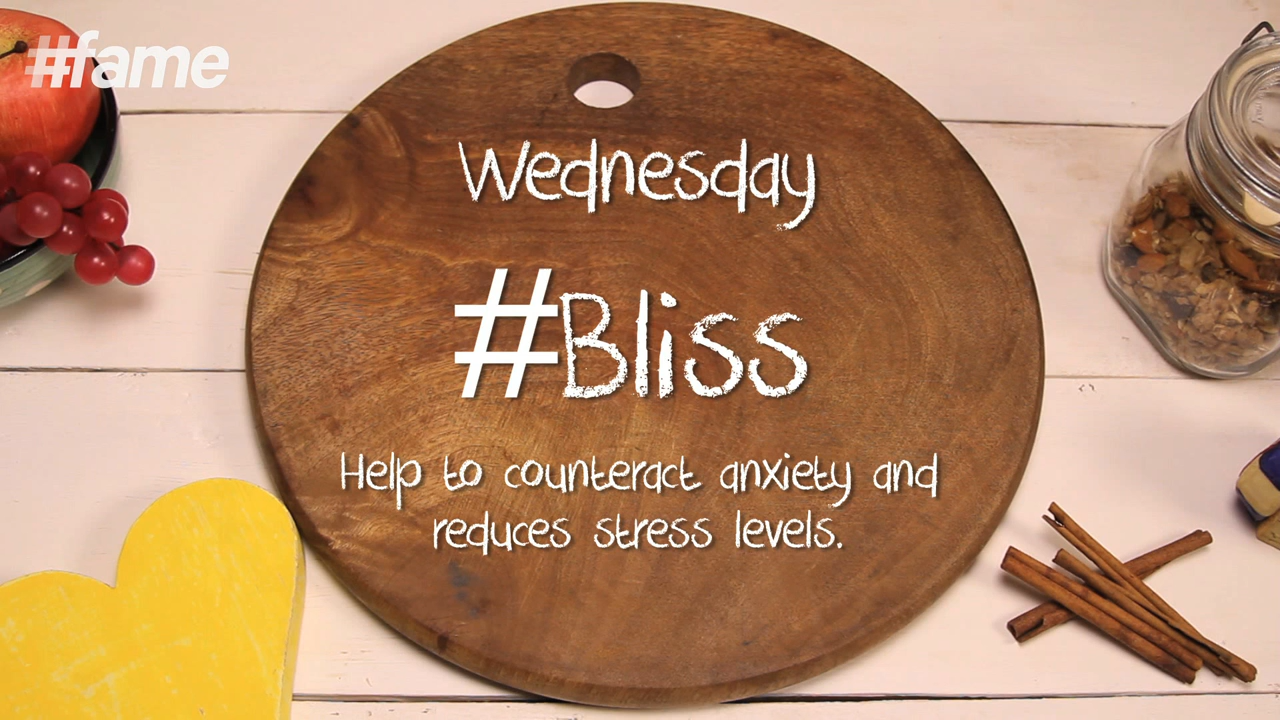 #fame
Wednesday
#Bliss
Help to counteract anxiety and
reduces stress levels.